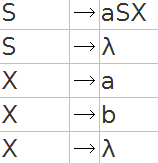 S → aSX
S → λ
X → a
X → b
X → λ